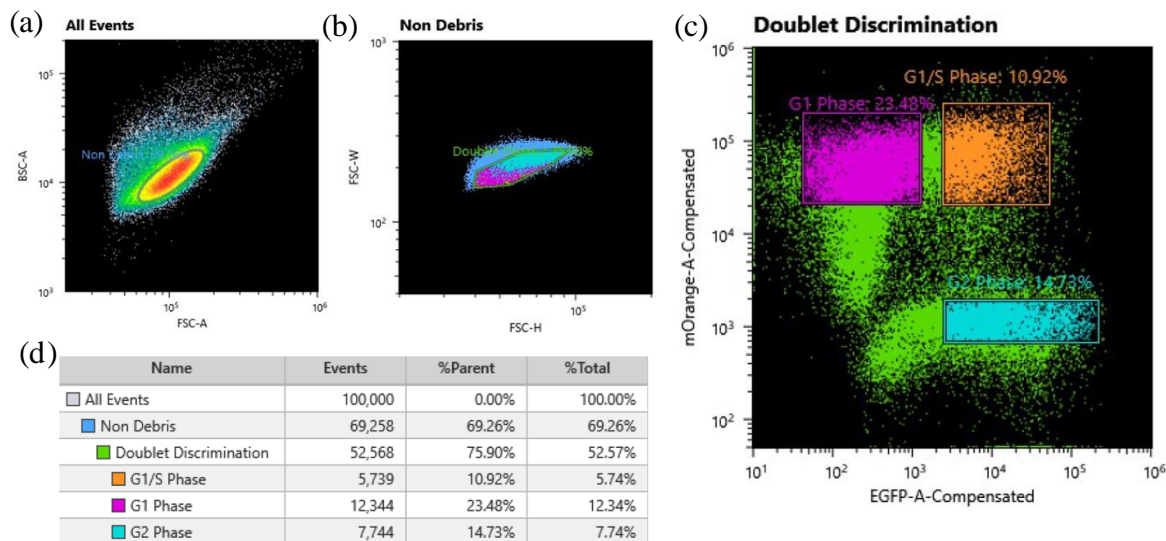 (a)
All Events
BSC-A
10⁵
10⁴
10³
Non Debris
10⁵
10⁶
FSC-A
(b)
Non Debris
FSC-W
10³
10²
10⁵
FSC-H
(c)
Doublet Discrimination
mOrange-A-Compensated
10⁶
10⁵
10⁴
10³
10²
G1/S Phase: 10.92%
G1 Phase: 23.48%
G2 Phase: 14.73%
10¹ 10² 10³ 10⁴ 10⁵ 10⁶
EGFP-A-Compensated
(d)
Name Events %Parent %Total
All Events 100,000 0.00% 100.00%
Non Debris 69,258 69.26% 69.26%
Doublet Discrimination 52,568 75.90% 52.57%
G1/S Phase 5,739 10.92% 5.74%
G1 Phase 12,344 23.48% 12.34%
G2 Phase 7,744 14.73% 7.74%